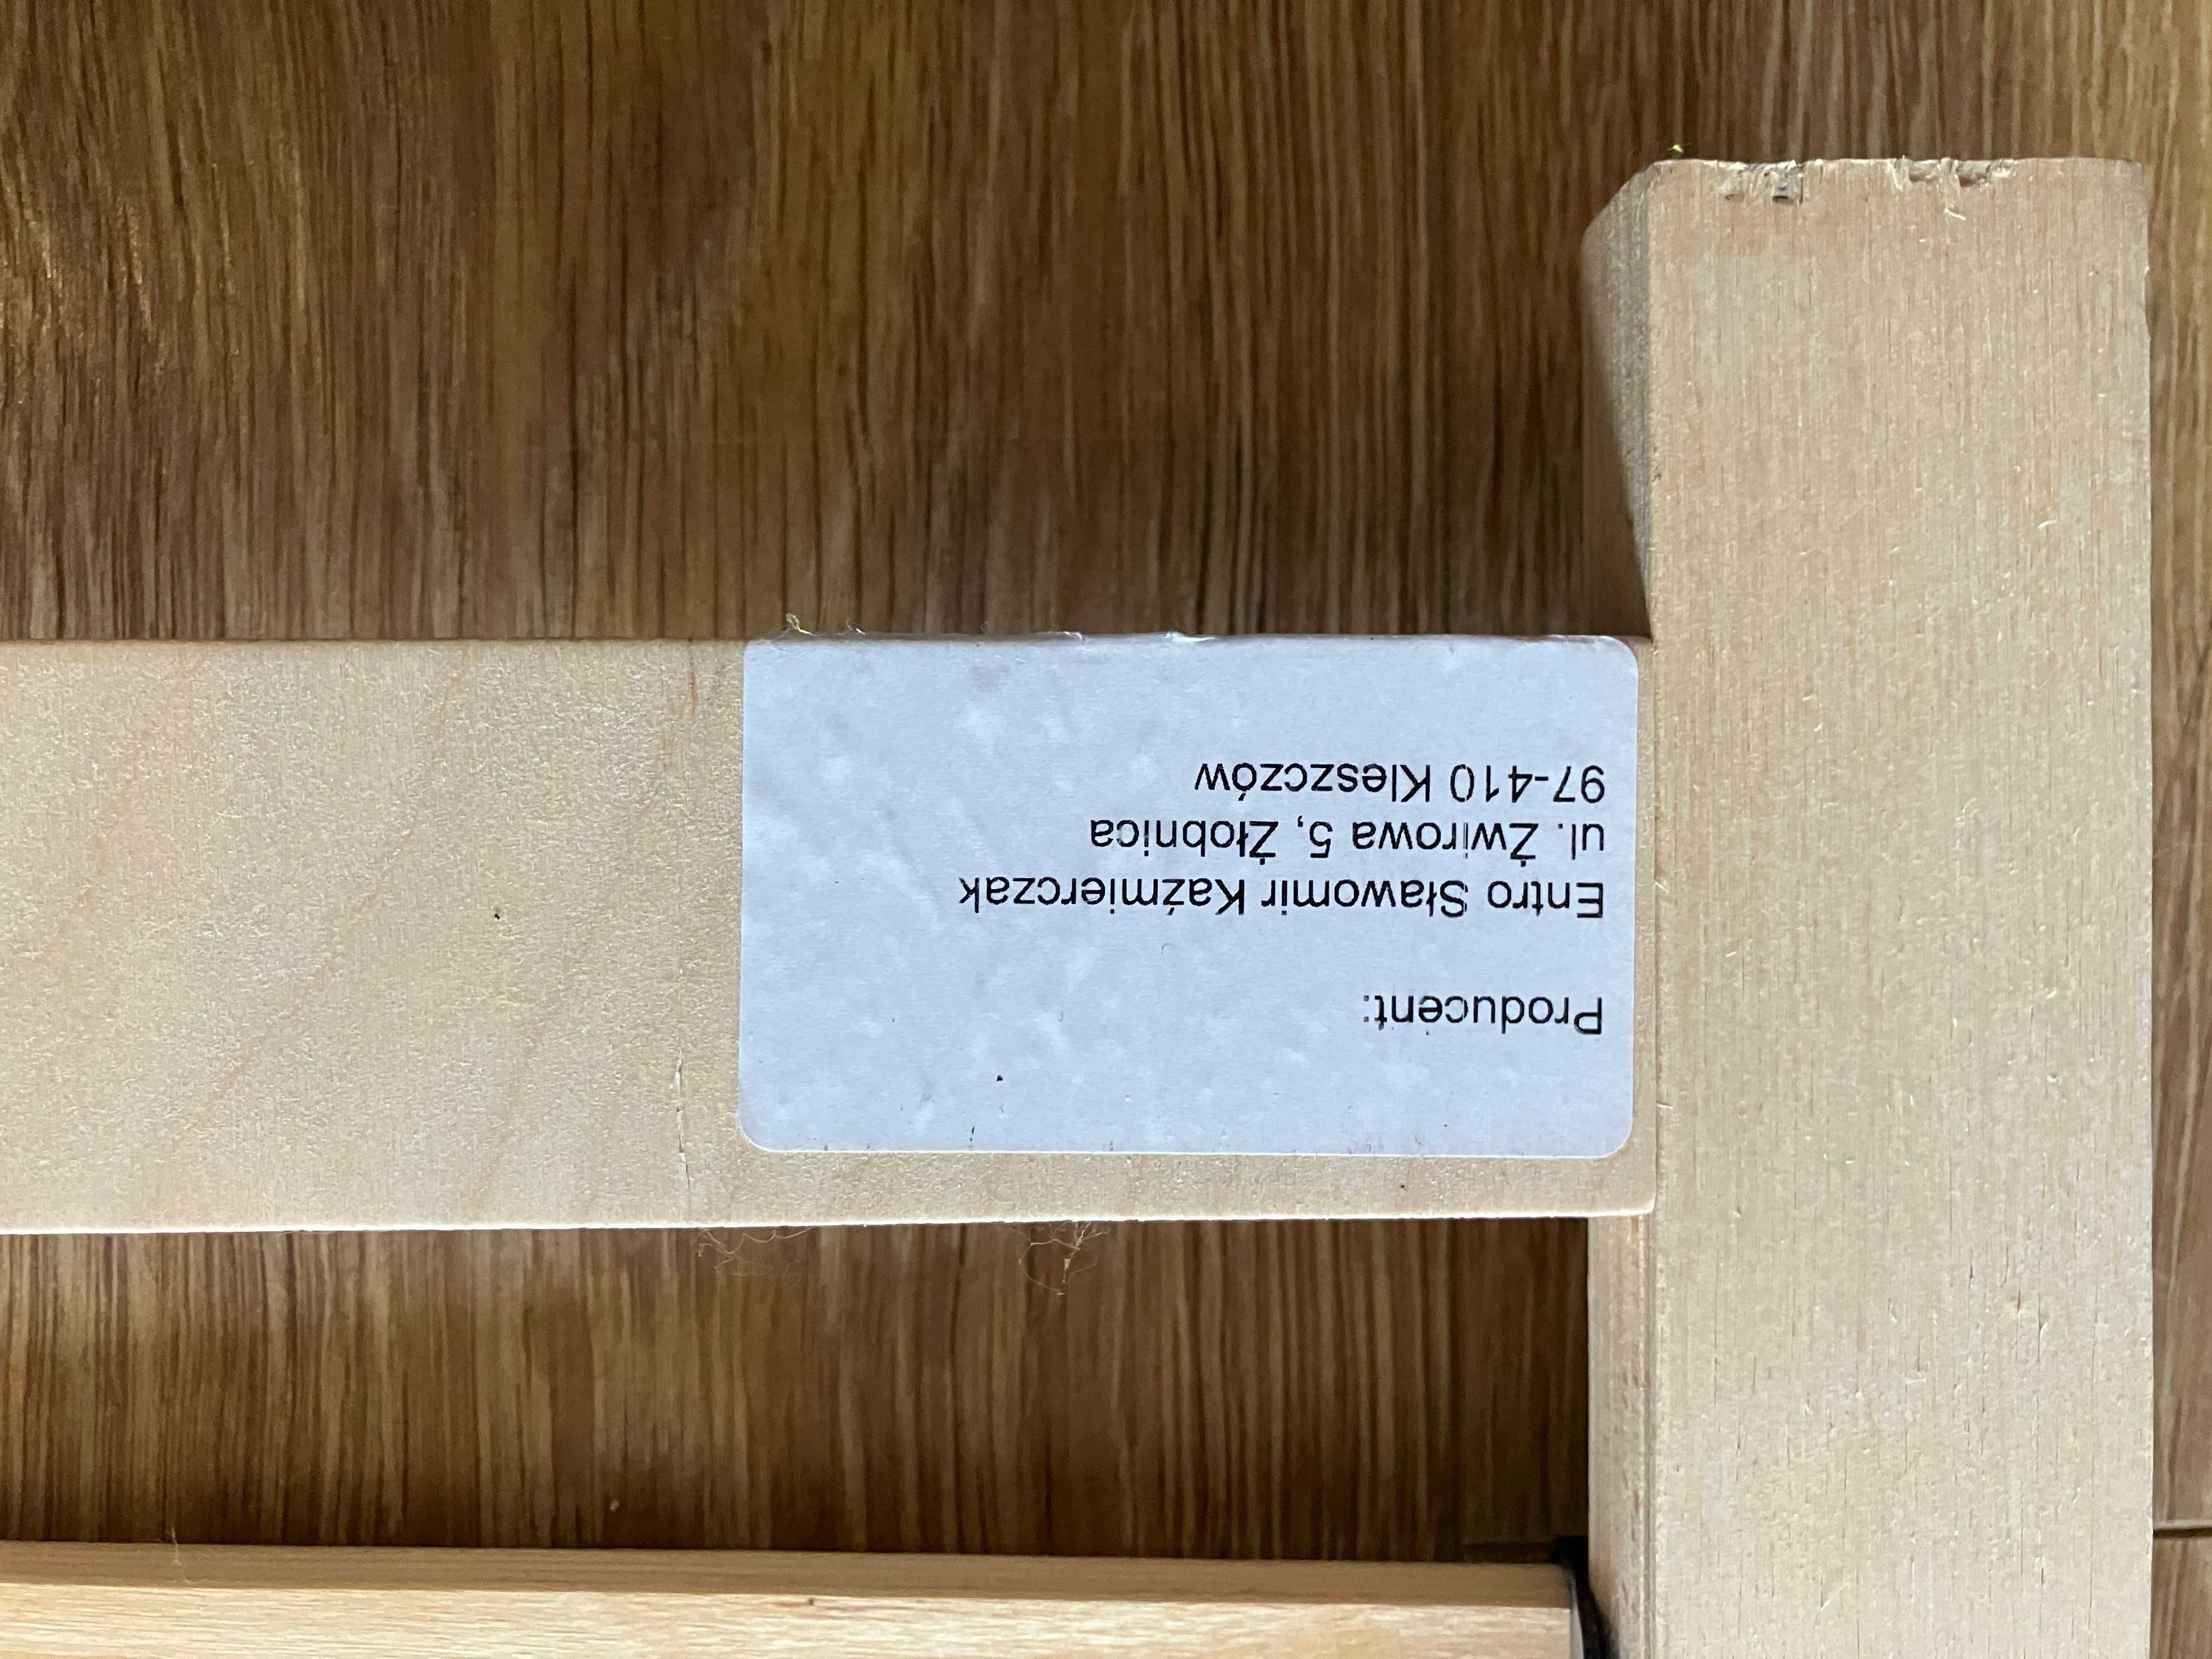 Producent:
Entro Sławomir Kaźmierczak
ul. Żwirowa 5, Żłobnica
97-410 Kleszczów